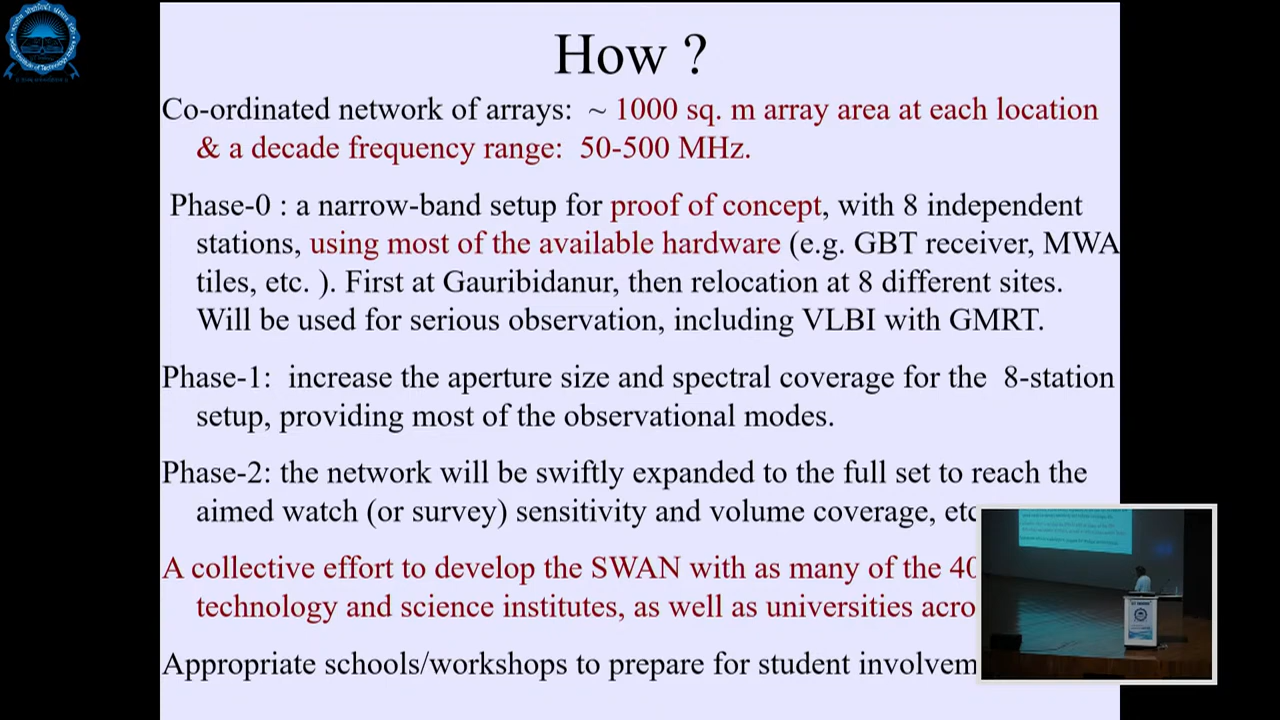 How ?
Co-ordinated network of arrays: ~ 1000 sq. m array area at each location
& a decade frequency range: 50-500 MHz.
Phase-0 : a narrow-band setup for proof of concept, with 8 independent
stations, using most of the available hardware (e.g. GBT receiver, MWA
tiles, etc. ). First at Gauribidanur, then relocation at 8 different sites.
Will be used for serious observation, including VLBI with GMRT.
Phase-1: increase the aperture size and spectral coverage for the 8-station
setup, providing most of the observational modes.
Phase-2: the network will be swiftly expanded to the full set to reach the
aimed watch (or survey) sensitivity and volume coverage, etc
A collective effort to develop the SWAN with as many of the 40
technology and science institutes, as well as universities acro
Appropriate schools/workshops to prepare for student involvem